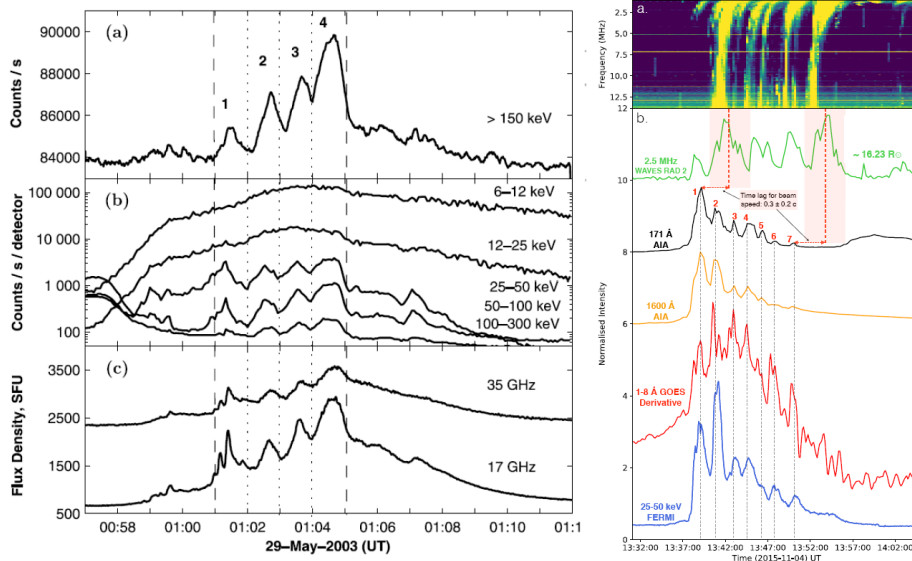 90000
88000
86000
84000
Counts / s
(a)
1
2
3
4
> 150 keV
100 000
10 000
1 000
100
Counts / s / detector
(b)
6–12 keV
12–25 keV
25–50 keV
50–100 keV
100–300 keV
3500
2500
1500
500
Flux Density, SFU
(c)
35 GHz
17 GHz
00:58
01:00
01:02
01:04
01:06
01:08
01:10
01:1
29–May–2003 (UT)
a.
2.5
5.0
7.5
10.0
12.5
Frequency (MHz)
b.
12
10
8
6
4
2
0
Normalised Intensity
2.5 MHz
WAVES RAD 2
~ 16.23 R☉
Time lag for beam
speed: 0.3 ± 0.2 c
1
2
3
4
5
6
7
171 Å
AIA
1600 Å
AIA
1-8 Å GOES
Derivative
25-50 keV
FERMI
13:32:00
13:37:00
13:42:00
13:47:00
13:52:00
13:57:00
14:02:00
Time (2015-11-04) UT